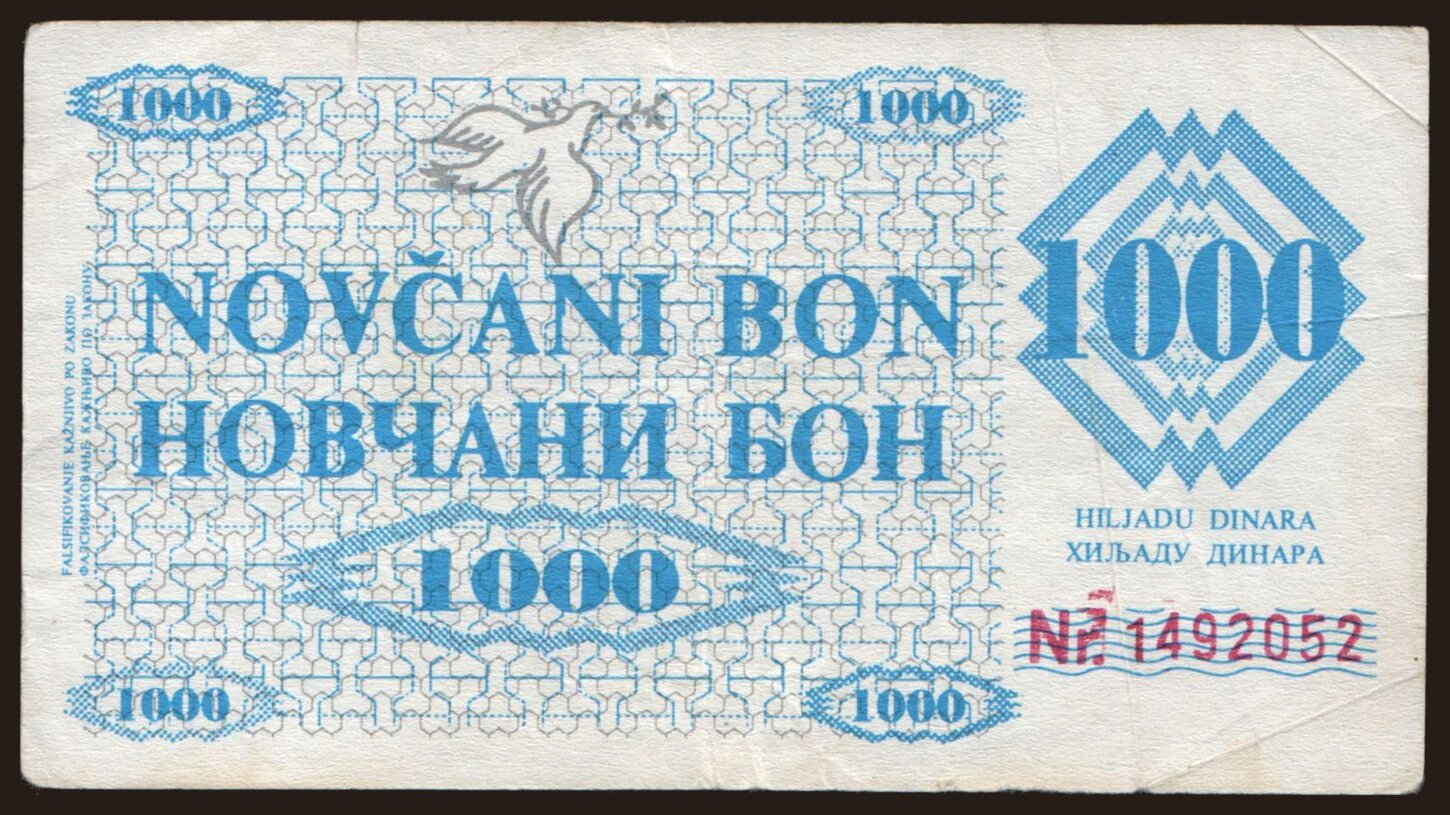 1000
1000
NOVČANI BON
НОВЧАНИ БОН
1000
1000
1000
1000
HILJADU DINARA
ХИЉАДУ ДИНАРА
Nr. 1492052
FALSIFIKOVANJE KAŽNJIVO PO ZAKONU
ФАЛСИФИКОВАЊЕ КАЖЊИВО ПО ЗАКОНУ